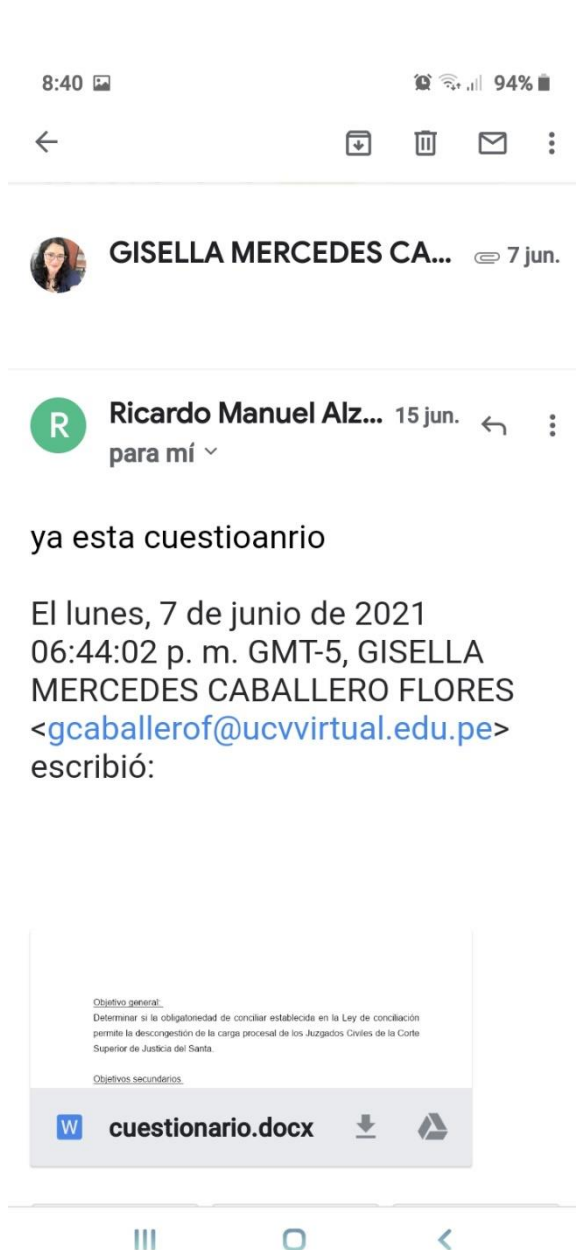 8:40 94%
GISELLA MERCEDES CA... 7 jun.
R Ricardo Manuel Alz... 15 jun.
para mí
ya esta cuestioanrio
El lunes, 7 de junio de 2021
06:44:02 p. m. GMT-5, GISELLA
MERCEDES CABALLERO FLORES
<gcaballerof@ucvvirtual.edu.pe>
escribió:
Objetivo general:
Determinar si la obligatoriedad de conciliar establecida en la Ley de conciliación
permite la descongestión de la carga procesal de los Juzgados Civiles de la Corte
Superior de Justicia del Santa.
Objetivos secundarios
W cuestionario.docx